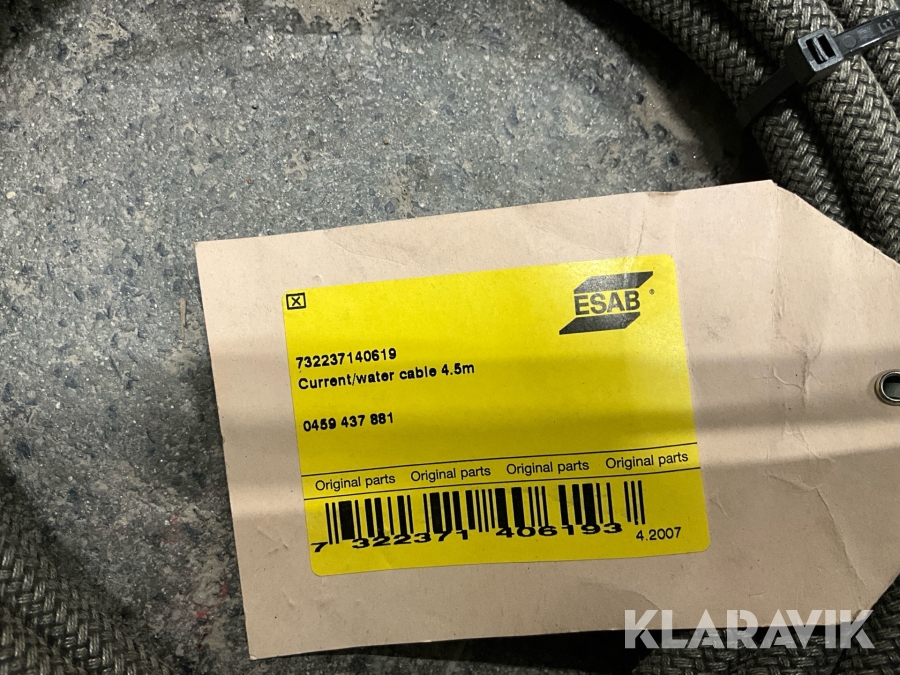 ESAB®
732237140619
Current/water cable 4.5m
0459 437 881
Original parts Original parts Original parts Original parts
7 322371 406193
4.2007
KLARAVIK